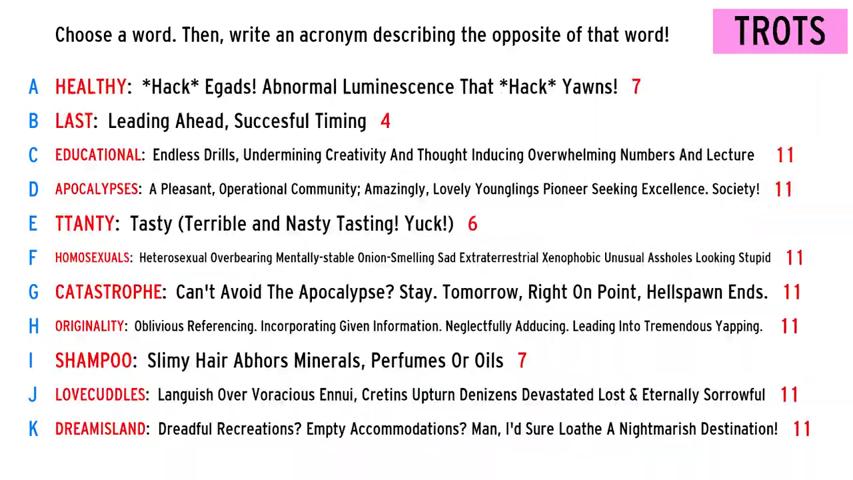 Choose a word. Then, write an acronym describing the opposite of that word! TROTS
A HEALTHY: *Hack* Egads! Abnormal Luminescence That *Hack* Yawns! 7
B LAST: Leading Ahead, Succesful Timing 4
C EDUCATIONAL: Endless Drills, Undermining Creativity And Thought Inducing Overwhelming Numbers And Lecture 11
D APOCALYPSES: A Pleasant, Operational Community; Amazingly, Lovely Younglings Pioneer Seeking Excellence. Society! 11
E TTANTY: Tasty (Terrible and Nasty Tasting! Yuck!) 6
F HOMOSEXUALS: Heterosexual Overbearing Mentally-stable Onion-Smelling Sad Extraterrestrial Xenophobic Unusual Assholes Looking Stupid 11
G CATASTROPHE: Can't Avoid The Apocalypse? Stay. Tomorrow, Right On Point, Hellspawn Ends. 11
H ORIGINALITY: Oblivious Referencing. Incorporating Given Information. Neglectfully Adducing. Leading Into Tremendous Yapping. 11
I SHAMPOO: Slimy Hair Abhors Minerals, Perfumes Or Oils 7
J LOVECUDDLES: Languish Over Voracious Ennui, Cretins Upturn Denizens Devastated Lost & Eternally Sorrowful 11
K DREAMISLAND: Dreadful Recreations? Empty Accommodations? Man, I'd Sure Loathe A Nightmarish Destination! 11